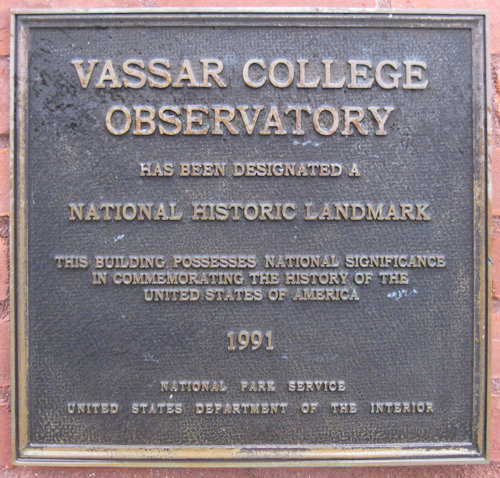 VASSAR COLLEGE
OBSERVATORY
HAS BEEN DESIGNATED A
NATIONAL HISTORIC LANDMARK
THIS BUILDING POSSESSES NATIONAL SIGNIFICANCE
IN COMMEMORATING THE HISTORY OF THE
UNITED STATES OF AMERICA
1991
NATIONAL PARK SERVICE
UNITED STATES DEPARTMENT OF THE INTERIOR